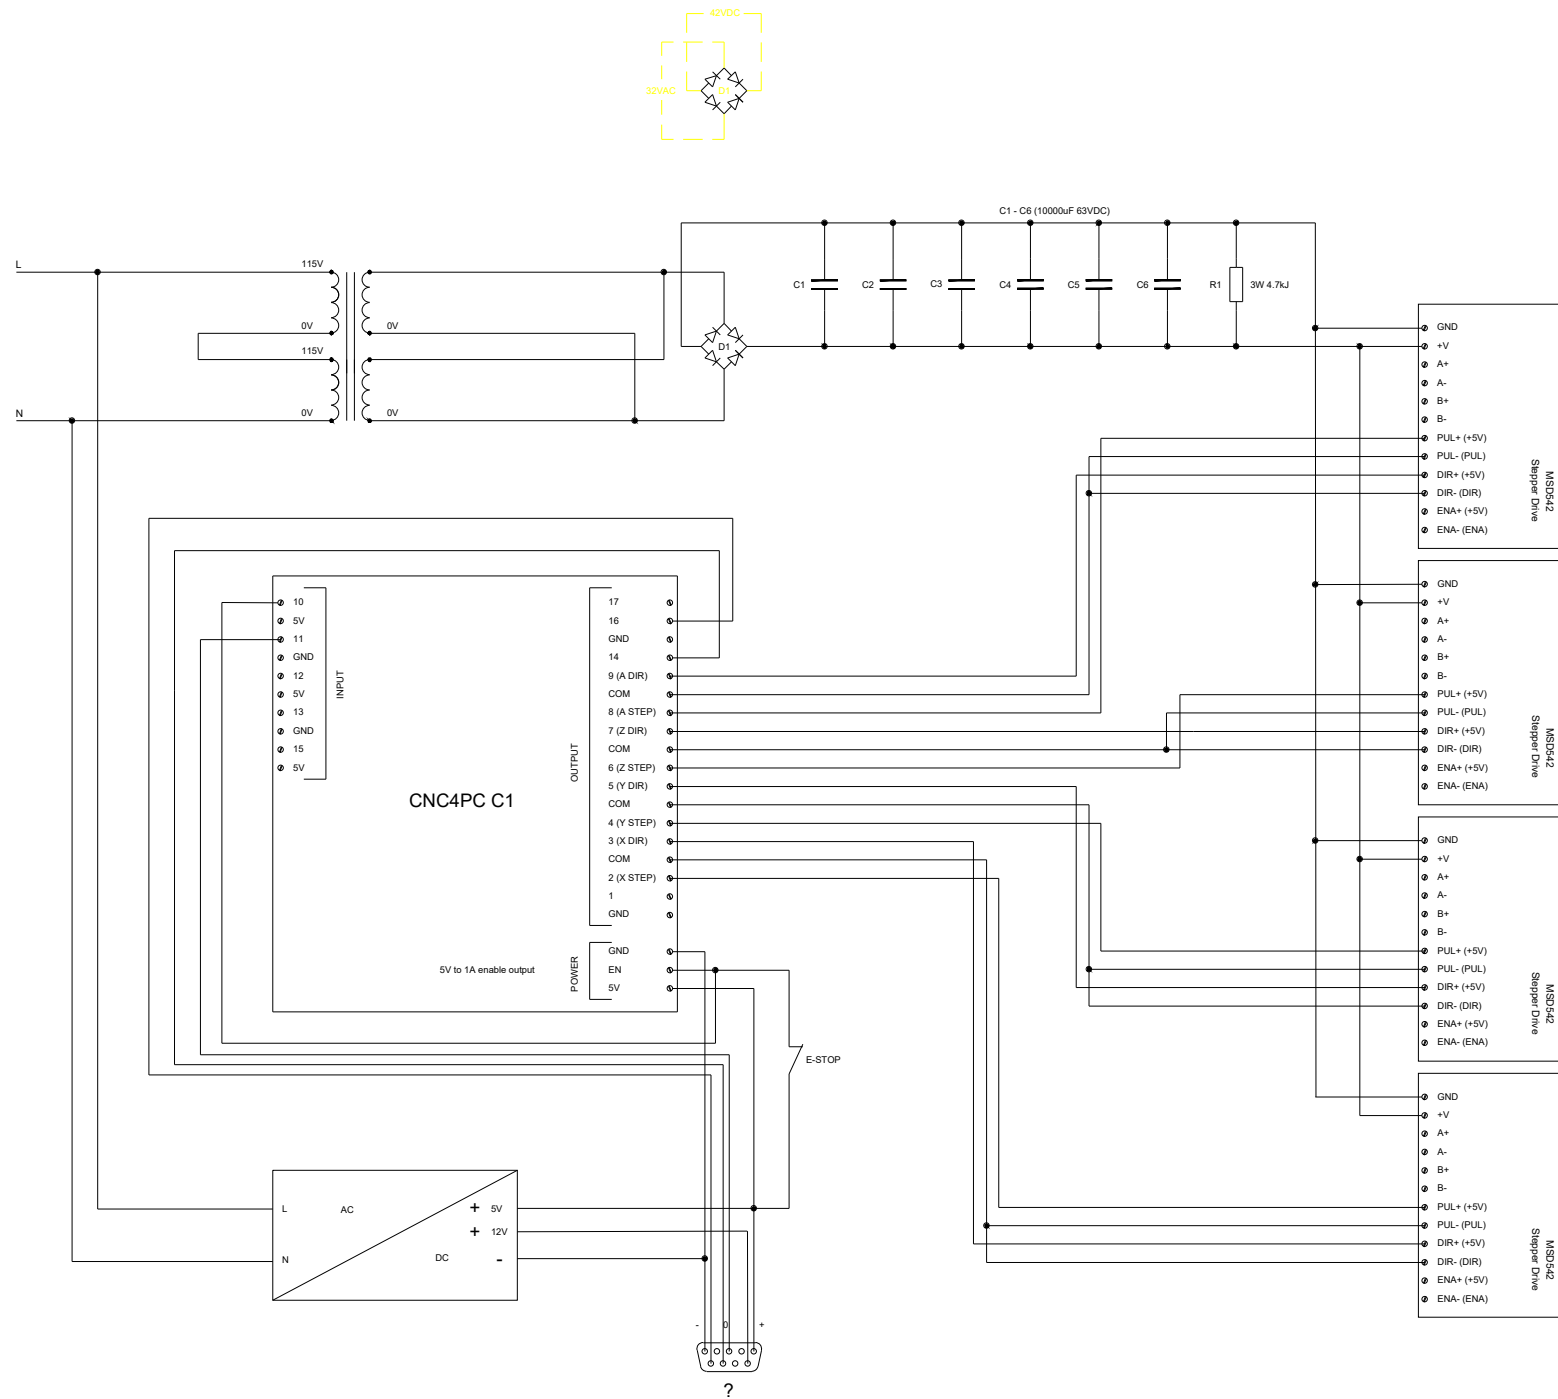 42VDC
32VAC
D1
C1 - C6 (10000uF 63VDC)
L
115V
0V
115V
0V
N
0V
0V
D1
C1
C2
C3
C4
C5
C6
R1
3W 4.7kJ
GND
+V
A+
A-
B+
B-
PUL+ (+5V)
PUL- (PUL)
DIR+ (+5V)
DIR- (DIR)
ENA+ (+5V)
ENA- (ENA)
MSD542
Stepper Drive
GND
+V
A+
A-
B+
B-
PUL+ (+5V)
PUL- (PUL)
DIR+ (+5V)
DIR- (DIR)
ENA+ (+5V)
ENA- (ENA)
MSD542
Stepper Drive
GND
+V
A+
A-
B+
B-
PUL+ (+5V)
PUL- (PUL)
DIR+ (+5V)
DIR- (DIR)
ENA+ (+5V)
ENA- (ENA)
MSD542
Stepper Drive
GND
+V
A+
A-
B+
B-
PUL+ (+5V)
PUL- (PUL)
DIR+ (+5V)
DIR- (DIR)
ENA+ (+5V)
ENA- (ENA)
MSD542
Stepper Drive
10
5V
11
GND
12
5V
13
GND
15
5V
INPUT
CNC4PC C1
OUTPUT
17
16
GND
14
9 (A DIR)
COM
8 (A STEP)
7 (Z DIR)
COM
6 (Z STEP)
5 (Y DIR)
COM
4 (Y STEP)
3 (X DIR)
COM
2 (X STEP)
1
GND
POWER
GND
EN
5V
5V to 1A enable output
E-STOP
L
AC
+ 5V
+ 12V
N
DC
-
- 0 +
?